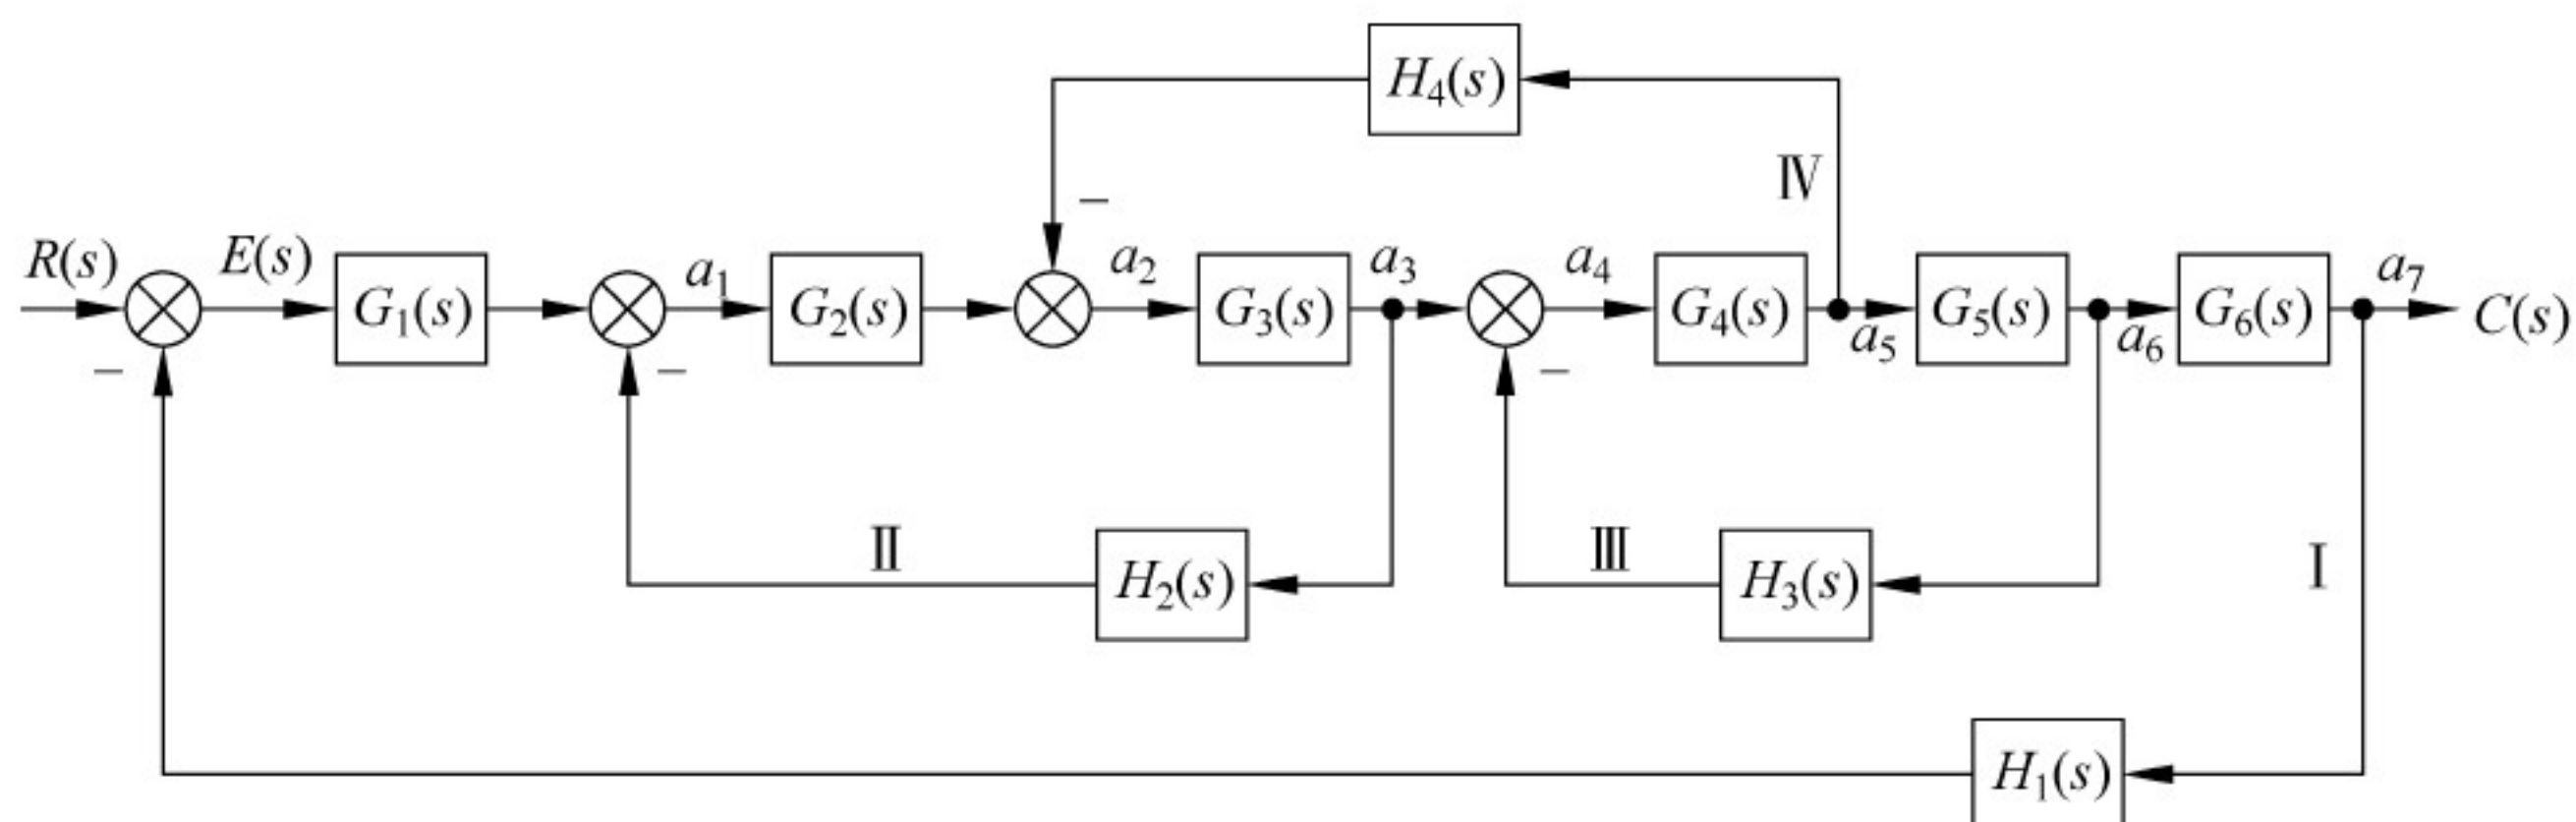 H₄(s)
Ⅳ
−
R(s) E(s) G₁(s) a₁ G₂(s) a₂ G₃(s) a₃ a₄ G₄(s) a₅ G₅(s) a₆ G₆(s) a₇ C(s)
− − −
Ⅱ H₂(s) Ⅲ H₃(s) Ⅰ
H₁(s)